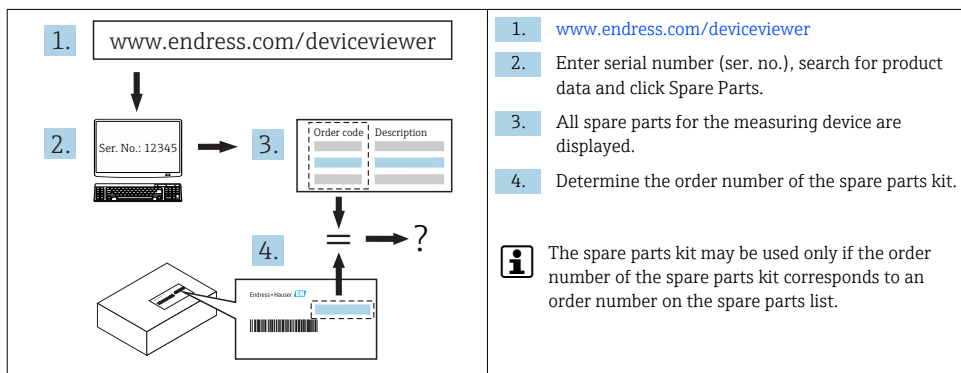 1. www.endress.com/deviceviewer
2. Ser. No.: 12345
3. Order code Description
= ?
4.
Endress+Hauser EH
1. www.endress.com/deviceviewer
2. Enter serial number (ser. no.), search for product
data and click Spare Parts.
3. All spare parts for the measuring device are
displayed.
4. Determine the order number of the spare parts kit.
i The spare parts kit may be used only if the order
number of the spare parts kit corresponds to an
order number on the spare parts list.